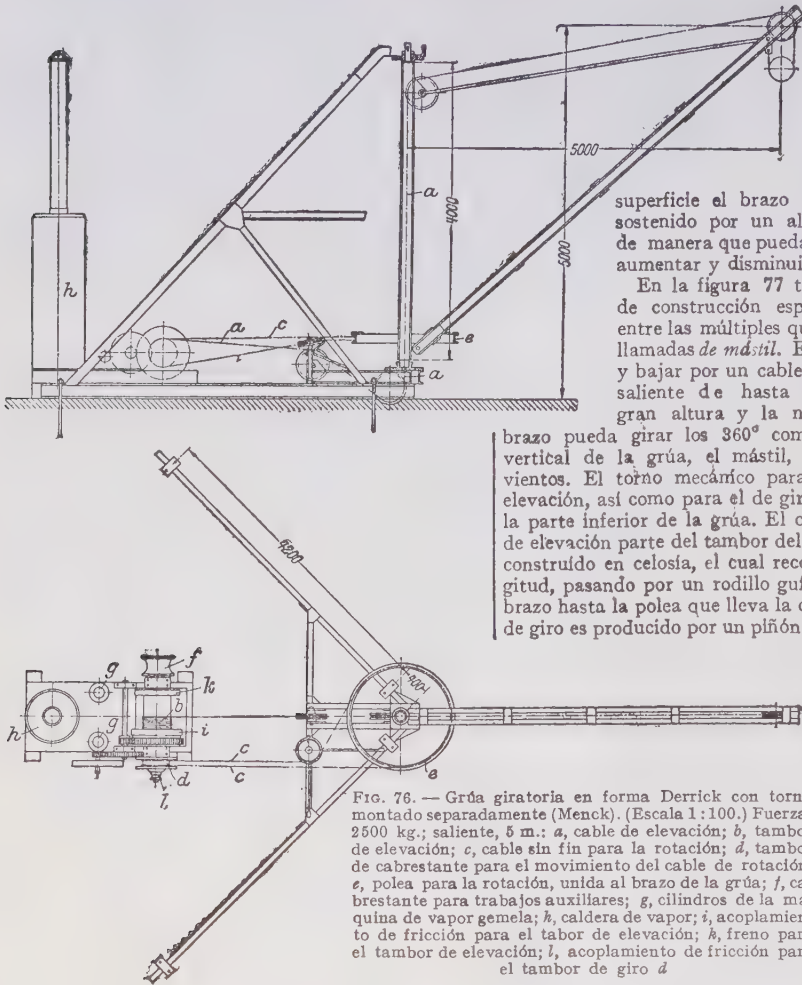 5000
a
4000
5000
h
a
c
e
a
superficie el brazo
sostenido por un al
de manera que pueda
aumentar y disminui
En la figura 77 t
de construcción esp
entre las múltiples qu
llamadas de mástil. E
y bajar por un cable
saliente de hasta
gran altura y la n
brazo pueda girar los 360° com
vertical de la grúa, el mástil,
vientos. El torno mecánico para
elevación, así como para el de gir
la parte inferior de la grúa. El c
de elevación parte del tambor del
construído en celosía, el cual rece
gitud, pasando por un rodillo guí
brazo hasta la polea que lleva la c
de giro es producido por un piñón
f
k
g
b
h
i
g
c
d
c
l
e
FIG. 76. — Grúa giratoria en forma Derrick con torn
montado separadamente (Menck). (Escala 1:100.) Fuerza
2500 kg.; saliente, 5 m.: a, cable de elevación; b, tambo
de elevación; c, cable sin fin para la rotación; d, tambo
de cabrestante para el movimiento del cable de rotación
e, polea para la rotación, unida al brazo de la grúa; f, ca
brestante para trabajos auxiliares; g, cilindros de la ma
quina de vapor gemela; h, caldera de vapor; i, acoplamien
to de fricción para el tabor de elevación; k, freno par
el tambor de elevación; l, acoplamiento de fricción par
el tambor de giro d